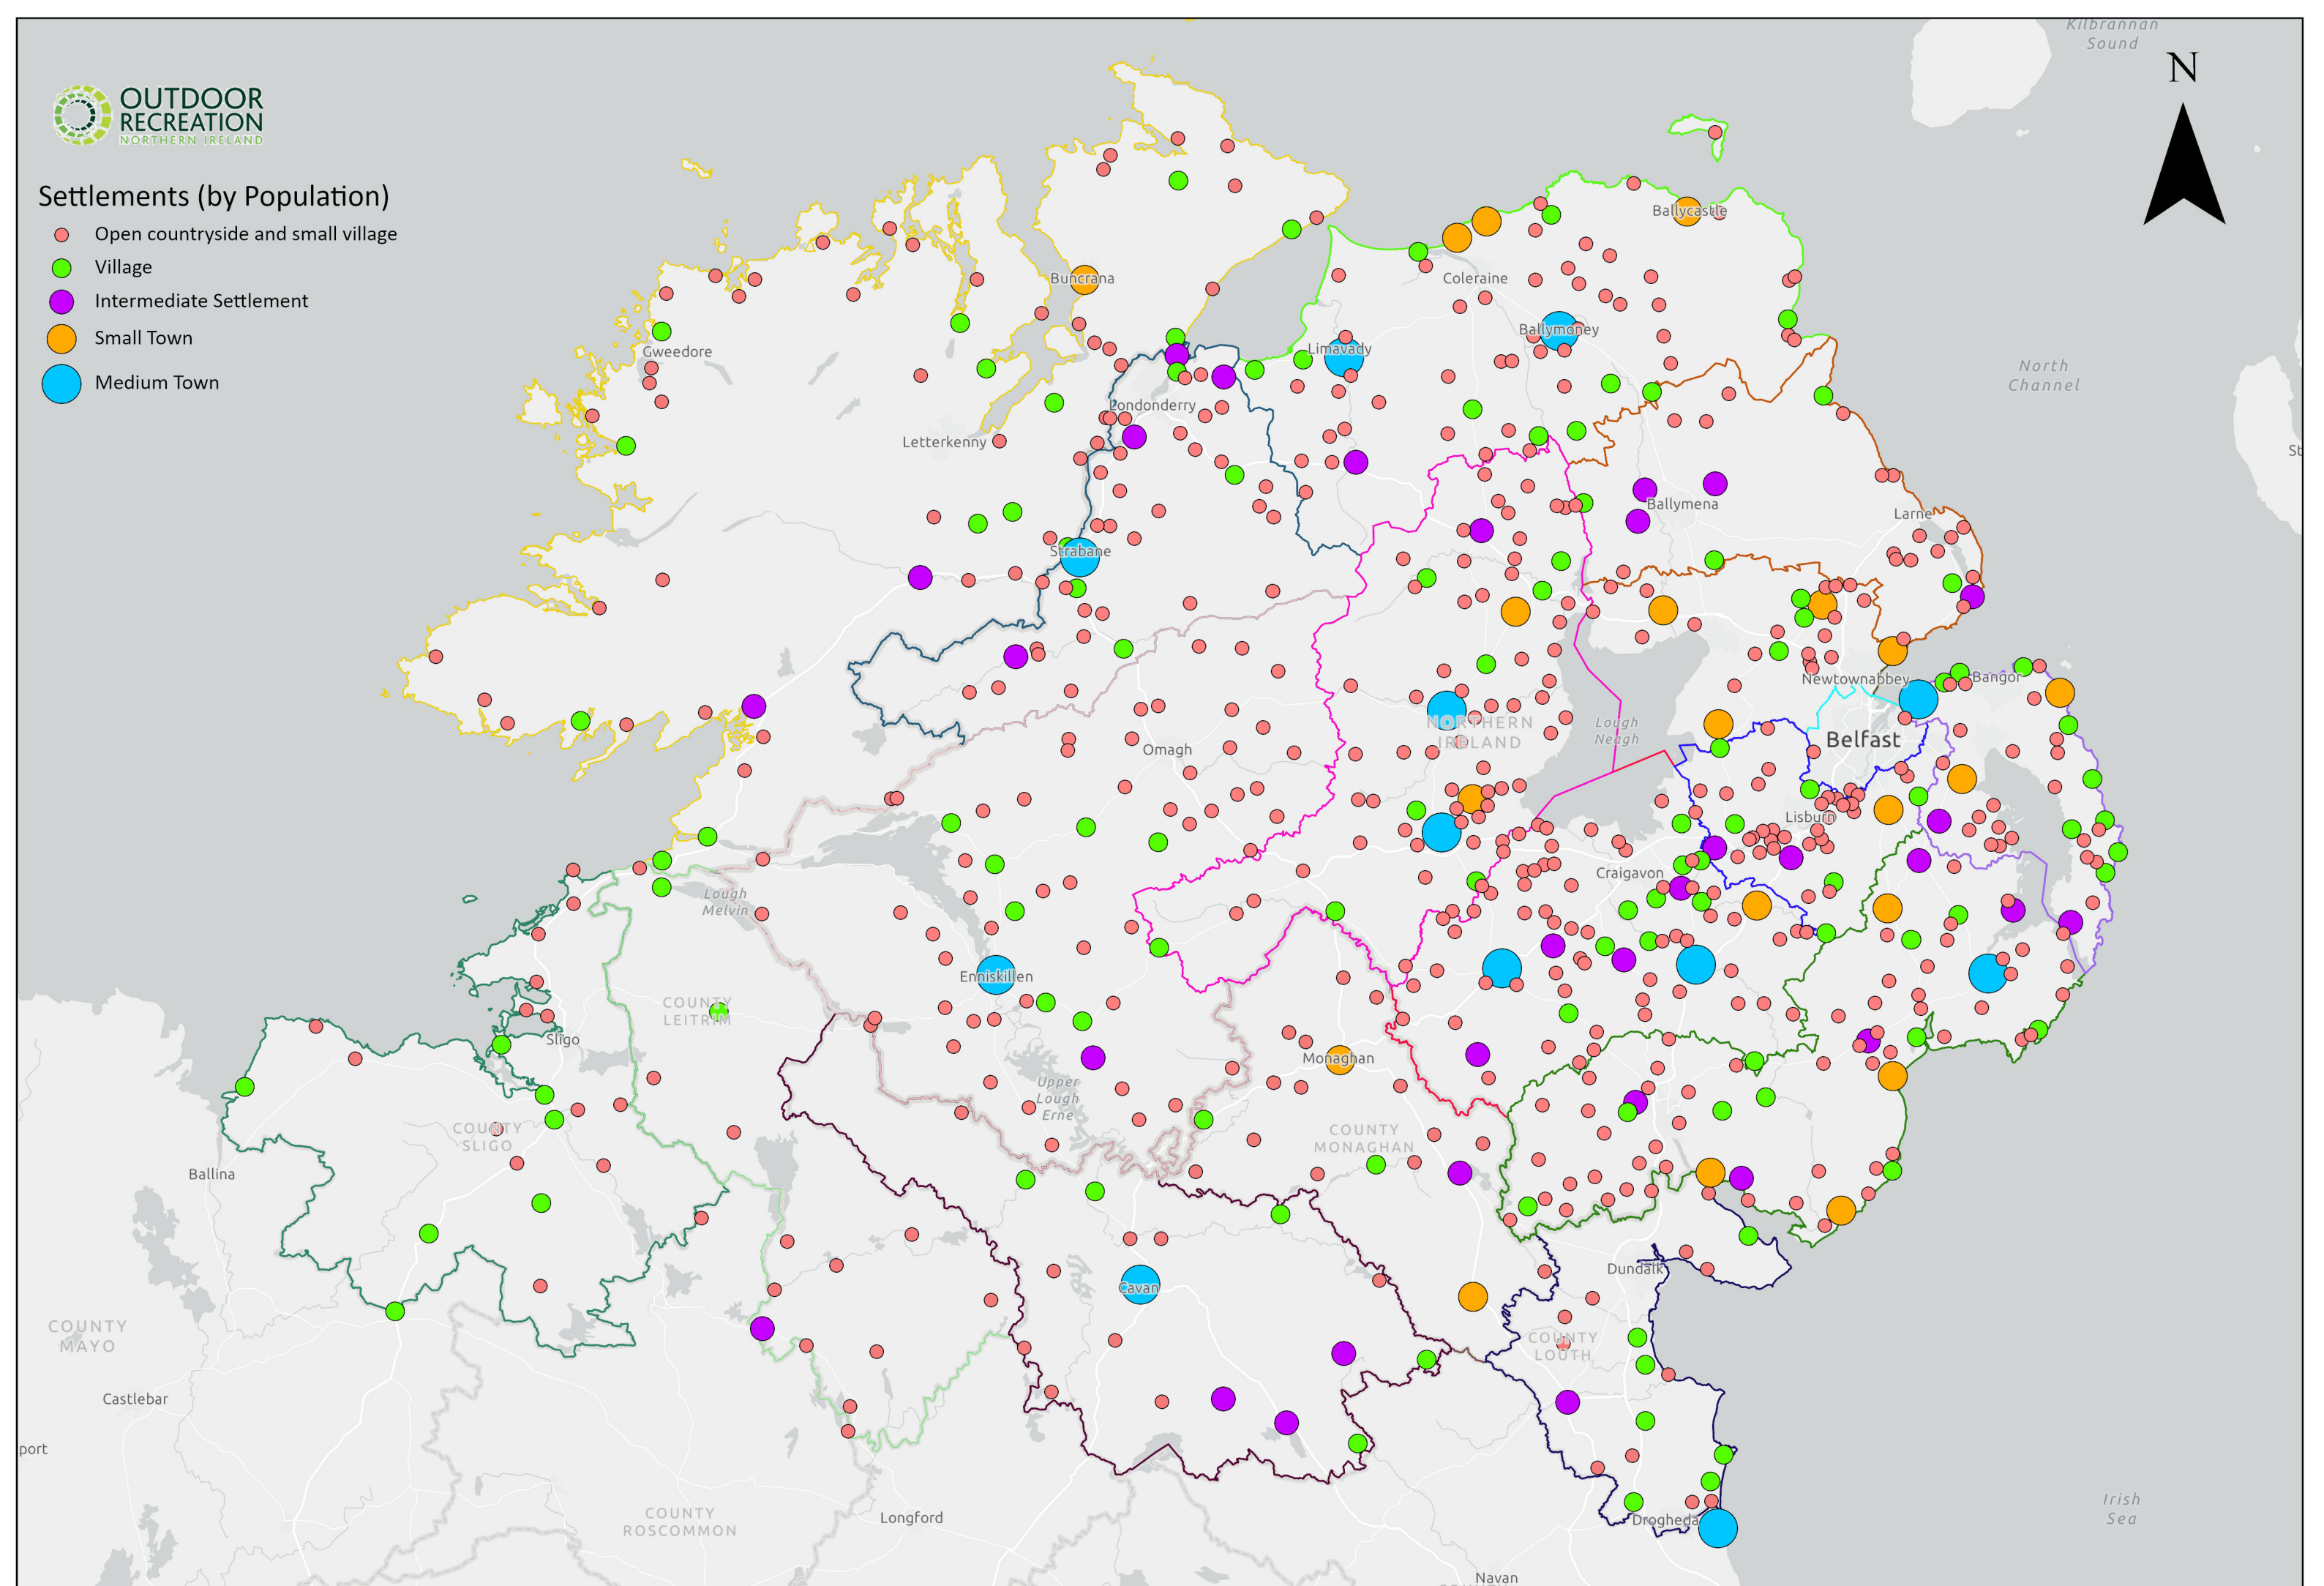 Kilbrannan
Sound
N
OUTDOOR
RECREATION
NORTHERN IRELAND
Settlements (by Population)
Open countryside and small village
Village
Intermediate Settlement
Small Town
Medium Town
Ballycastle
Buncrana
Coleraine
Ballymoney
Gweedore
Limavady
North
Channel
Londonderry
Letterkenny
St
Ballymena
Larne
Strabane
Newtownabbey
Bangor
NORTHERN
IRELAND
Lough
Neagh
Omagh
Belfast
Lisburn
Craigavon
Lough
Melvin
Enniskillen
COUNTY
LEITRIM
Sligo
Monaghan
Upper
Lough
Erne
COUNTY
SLIGO
COUNTY
MONAGHAN
Ballina
Dundalk
Cavan
COUNTY
MAYO
COUNTY
LOUTH
Castlebar
port
COUNTY
ROSCOMMON
Longford
Drogheda
Irish
Sea
Navan